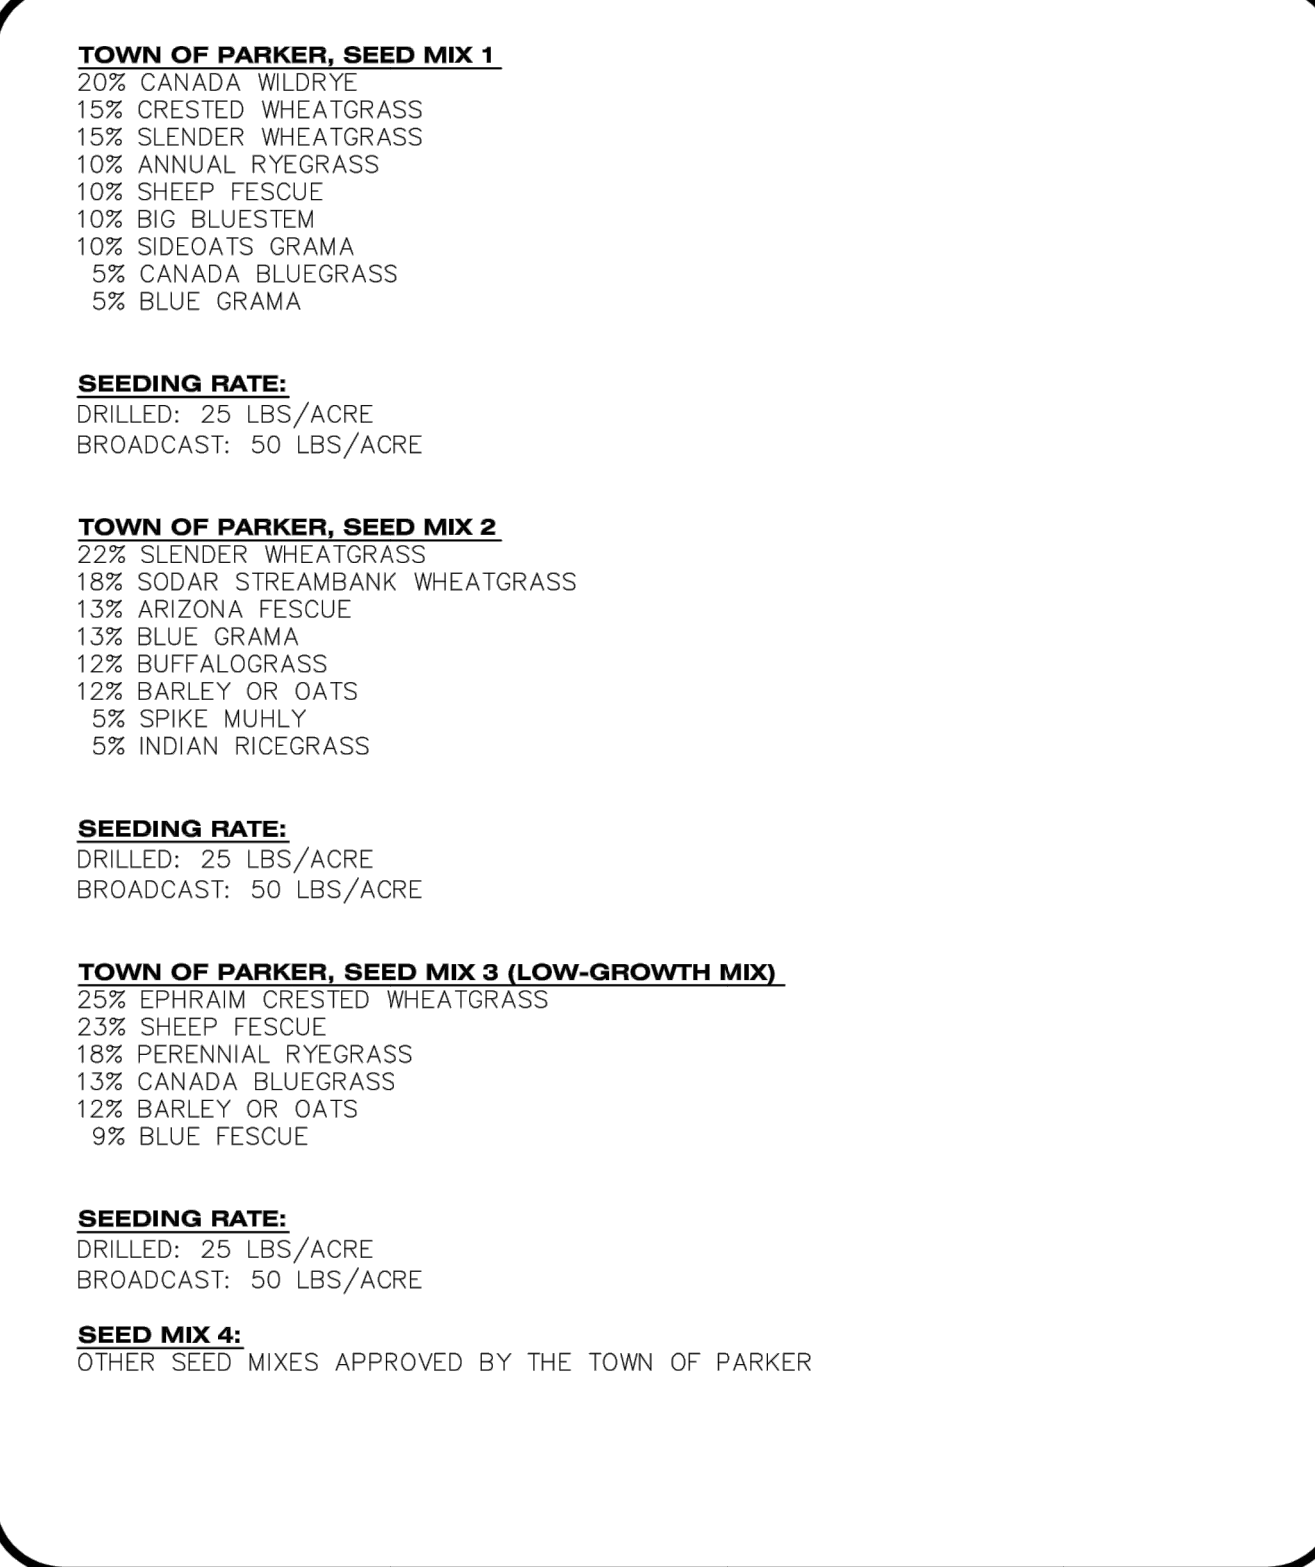 TOWN OF PARKER, SEED MIX 1
20% CANADA WILDRYE
15% CRESTED WHEATGRASS
15% SLENDER WHEATGRASS
10% ANNUAL RYEGRASS
10% SHEEP FESCUE
10% BIG BLUESTEM
10% SIDEOATS GRAMA
5% CANADA BLUEGRASS
5% BLUE GRAMA
SEEDING RATE:
DRILLED: 25 LBS/ACRE
BROADCAST: 50 LBS/ACRE
TOWN OF PARKER, SEED MIX 2
22% SLENDER WHEATGRASS
18% SODAR STREAMBANK WHEATGRASS
13% ARIZONA FESCUE
13% BLUE GRAMA
12% BUFFALOGRASS
12% BARLEY OR OATS
5% SPIKE MUHLY
5% INDIAN RICEGRASS
SEEDING RATE:
DRILLED: 25 LBS/ACRE
BROADCAST: 50 LBS/ACRE
TOWN OF PARKER, SEED MIX 3 (LOW-GROWTH MIX)
25% EPHRAIM CRESTED WHEATGRASS
23% SHEEP FESCUE
18% PERENNIAL RYEGRASS
13% CANADA BLUEGRASS
12% BARLEY OR OATS
9% BLUE FESCUE
SEEDING RATE:
DRILLED: 25 LBS/ACRE
BROADCAST: 50 LBS/ACRE
SEED MIX 4:
OTHER SEED MIXES APPROVED BY THE TOWN OF PARKER